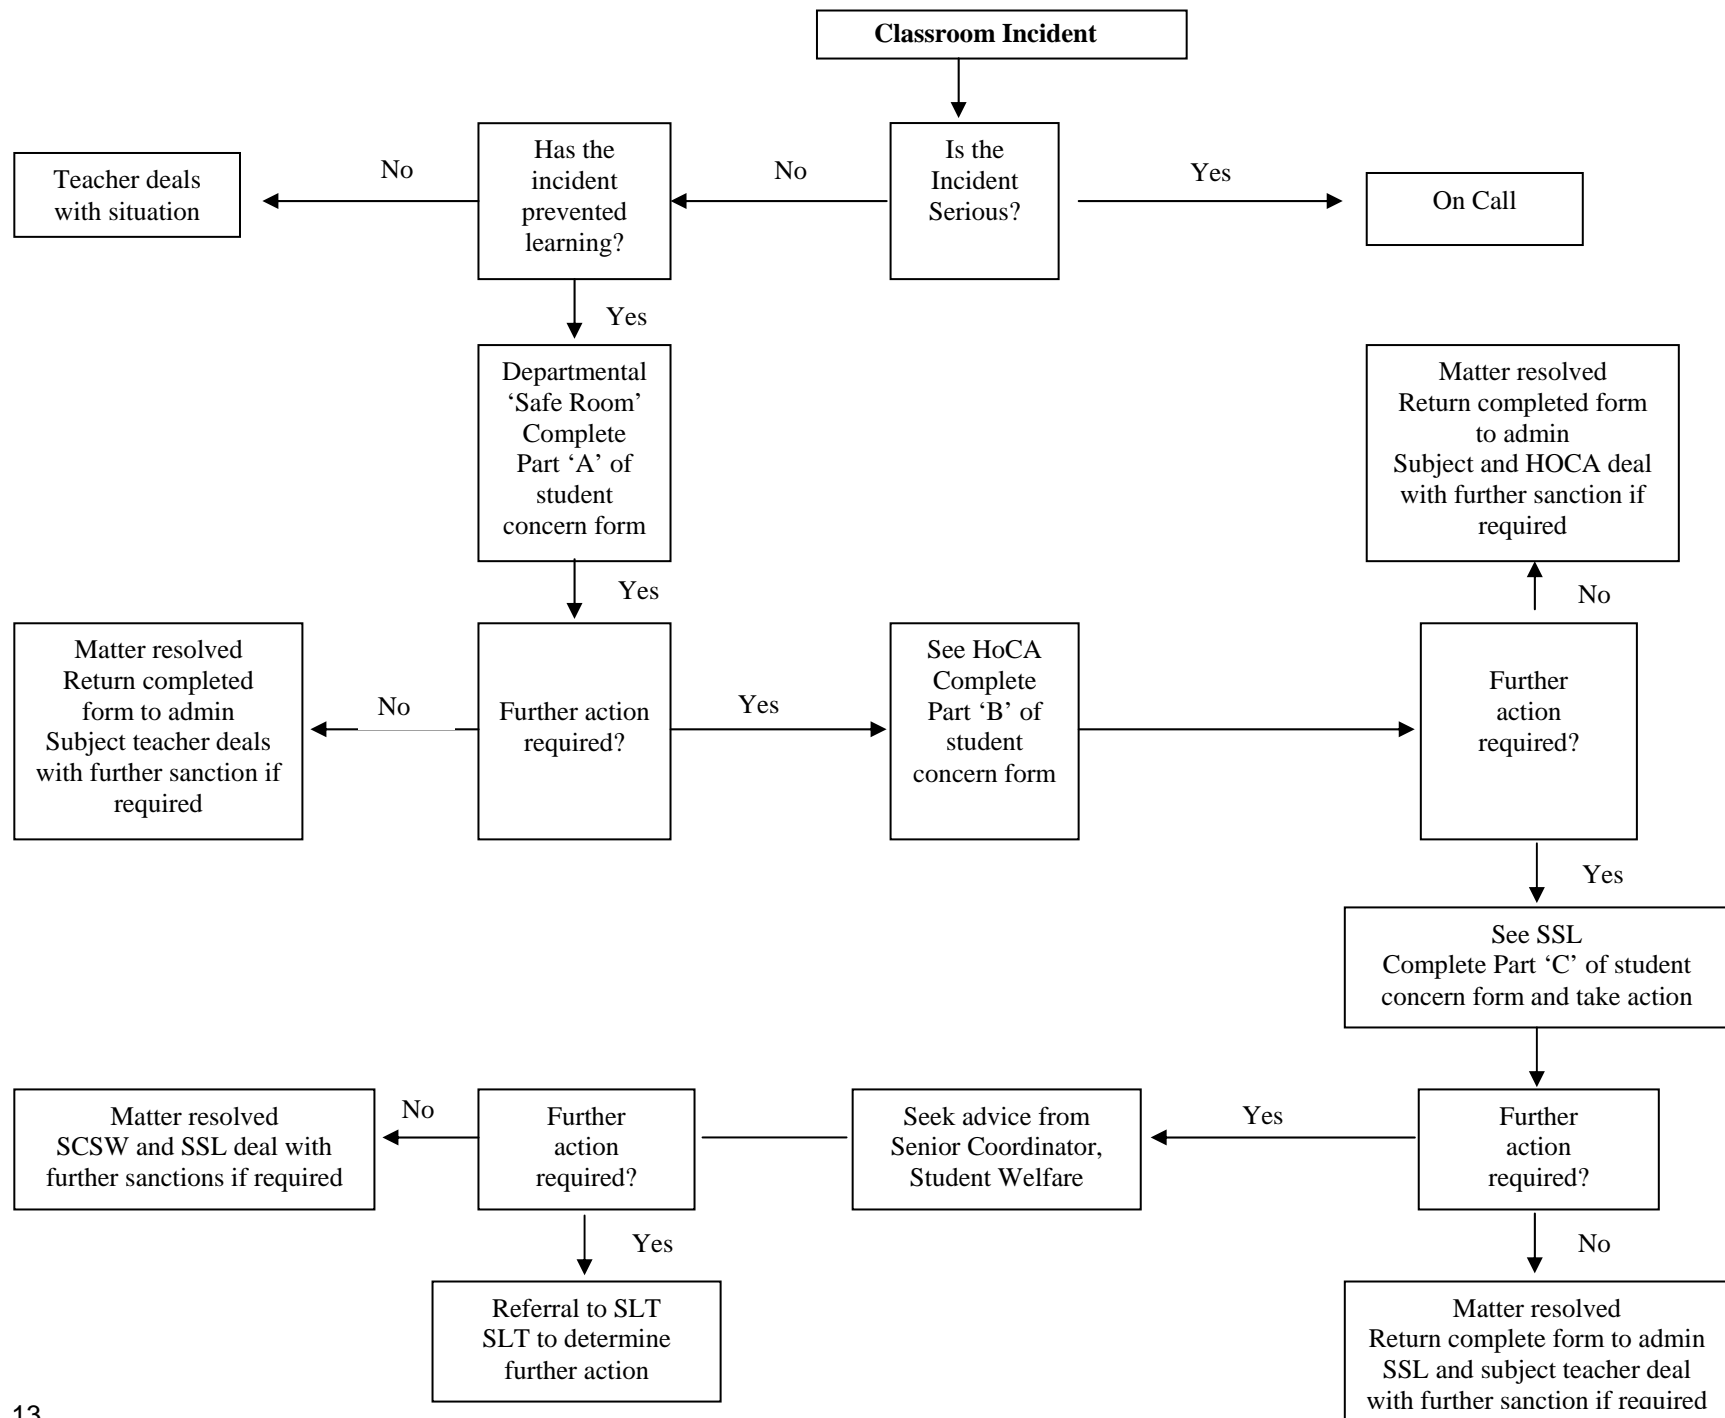 Classroom Incident
Teacher deals
with situation
No
Has the
incident
prevented
learning?
No
Is the
Incident
Serious?
Yes
On Call
Yes
Departmental
‘Safe Room’
Complete
Part ‘A’ of
student
concern form
Matter resolved
Return completed form
to admin
Subject and HOCA deal
with further sanction if
required
Yes
No
Matter resolved
Return completed
form to admin
Subject teacher deals
with further sanction if
required
No
Further action
required?
Yes
See HoCA
Complete
Part ‘B’ of
student
concern form
Further
action
required?
Yes
See SSL
Complete Part ‘C’ of student
concern form and take action
Matter resolved
SCSW and SSL deal with
further sanctions if required
No
Further
action
required?
Seek advice from
Senior Coordinator,
Student Welfare
Yes
Further
action
required?
Yes
No
Referral to SLT
SLT to determine
further action
Matter resolved
Return complete form to admin
SSL and subject teacher deal
with further sanction if required
13